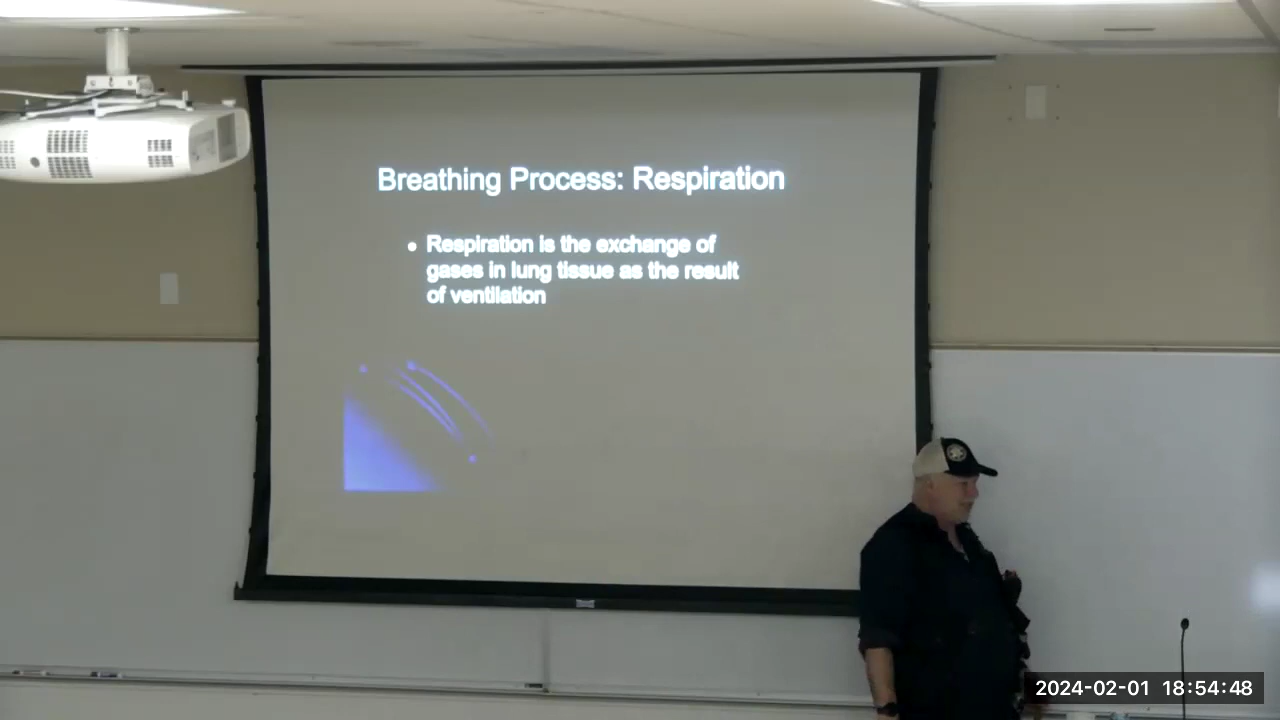 Breathing Process: Respiration
• Respiration is the exchange of
gases in lung tissue as the result
of ventilation
2024-02-01 18:54:48